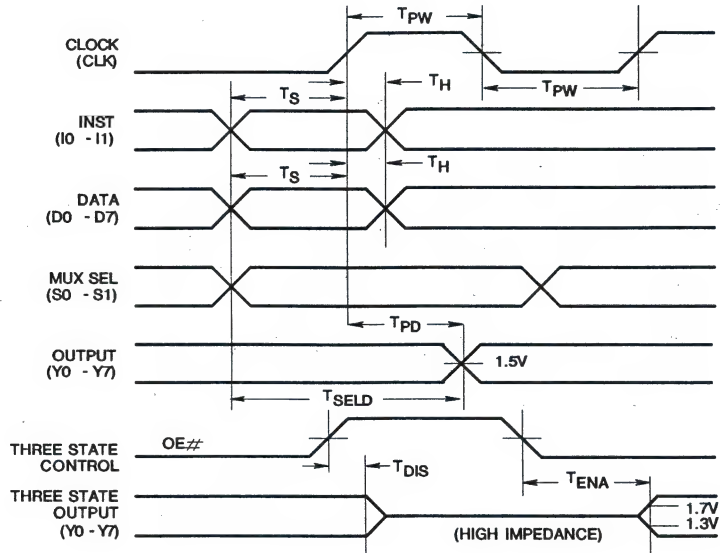 TPW
CLOCK
(CLK)
TS
TH
TPW
INST
(I0 - I1)
TS
TH
DATA
(D0 - D7)
MUX SEL
(S0 - S1)
TPD
OUTPUT
(Y0 - Y7)
1.5V
TSELD
OE#
THREE STATE
CONTROL
TDIS
TENA
THREE STATE
OUTPUT
(Y0 - Y7)
(HIGH IMPEDANCE)
1.7V
1.3V